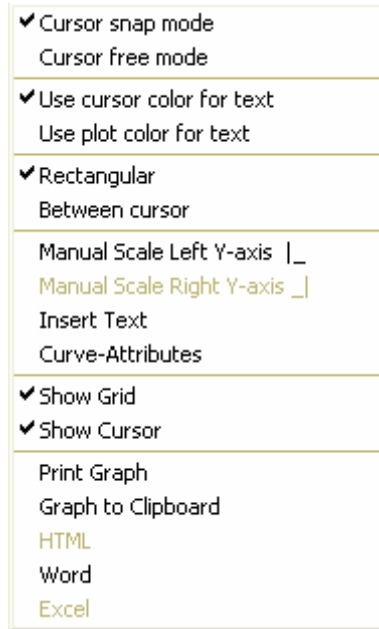 ✔Cursor snap mode
Cursor free mode
✔Use cursor color for text
Use plot color for text
✔Rectangular
Between cursor
Manual Scale Left Y-axis |_
Manual Scale Right Y-axis _|
Insert Text
Curve-Attributes
✔Show Grid
✔Show Cursor
Print Graph
Graph to Clipboard
HTML
Word
Excel